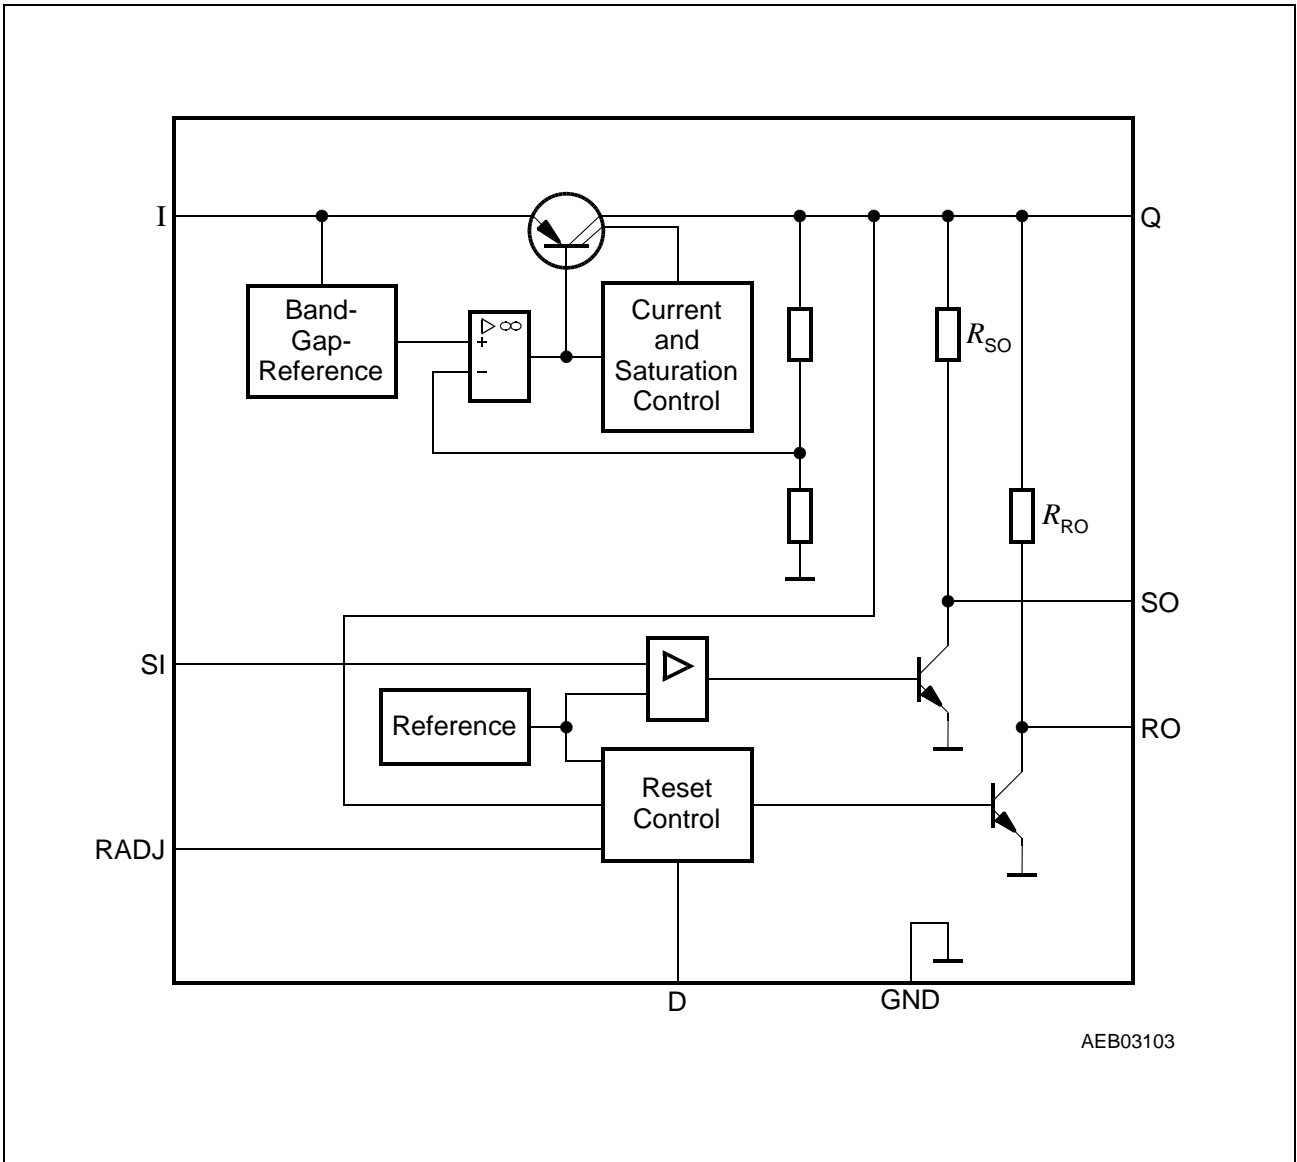 I
Q
Band-
Gap-
Reference
▷ ∞
+
−
Current
and
Saturation
Control
RSO
RRO
SO
SI
Reference
RO
Reset
Control
RADJ
D
GND
AEB03103